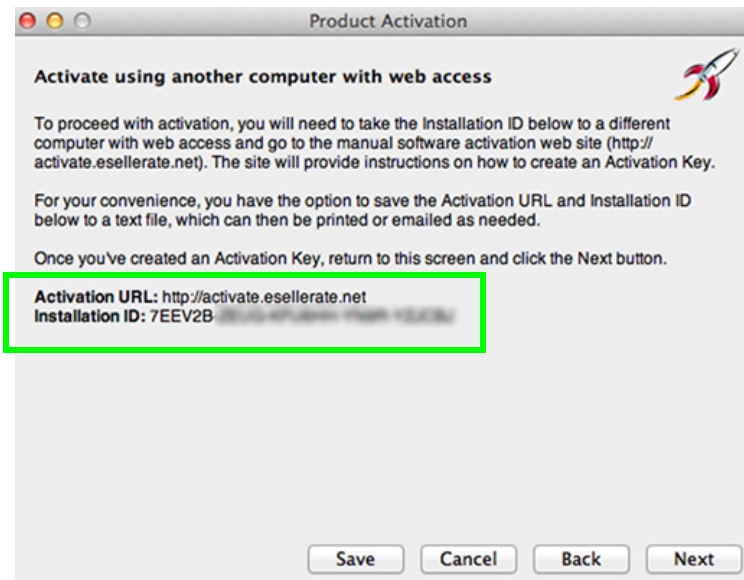 Product Activation
Activate using another computer with web access
To proceed with activation, you will need to take the Installation ID below to a different
computer with web access and go to the manual software activation web site (http://
activate.esellerate.net). The site will provide instructions on how to create an Activation Key.
For your convenience, you have the option to save the Activation URL and Installation ID
below to a text file, which can then be printed or emailed as needed.
Once you've created an Activation Key, return to this screen and click the Next button.
Activation URL: http://activate.esellerate.net
Installation ID: 7EEV2B-
Save Cancel Back Next